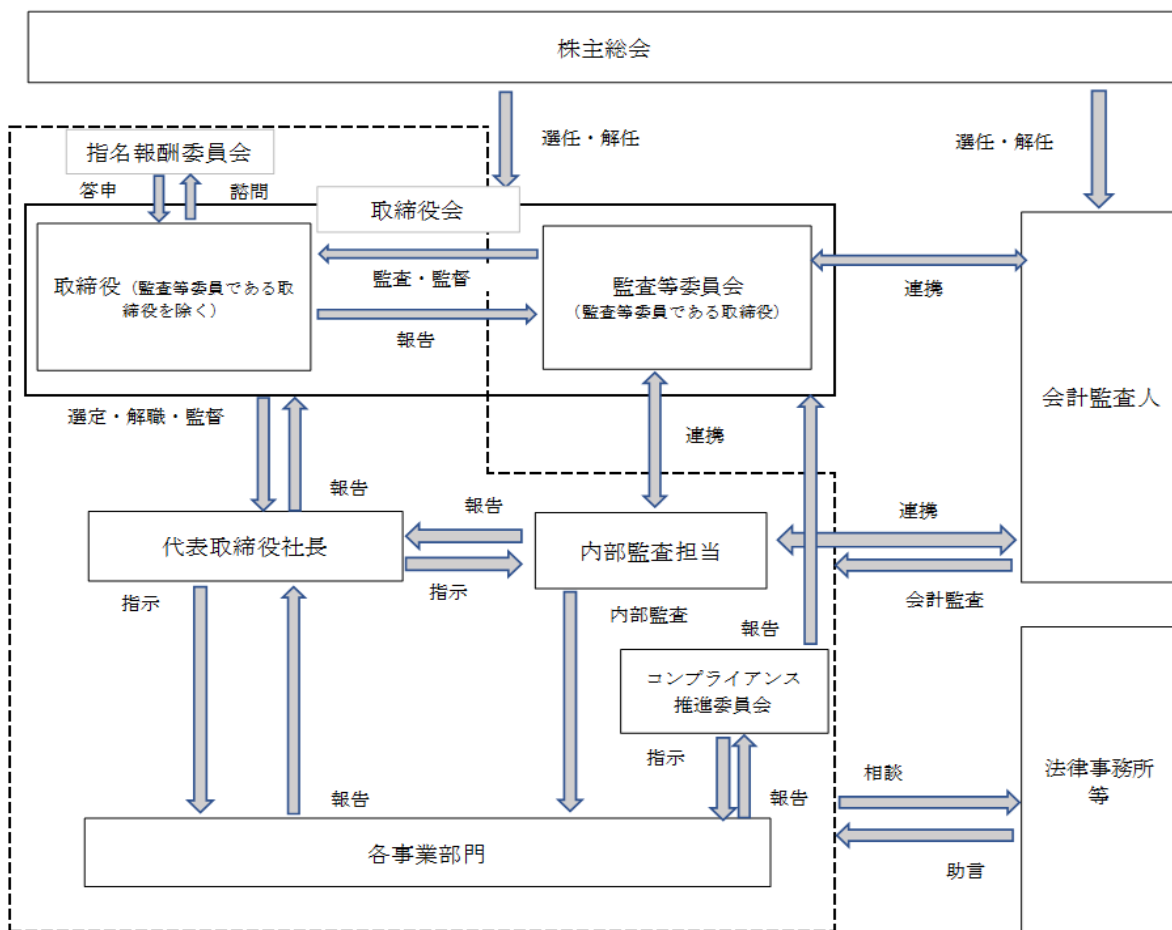 株主総会
選任・解任
選任・解任
指名報酬委員会
答申
諮問
取締役会
取締役（監査等委員である取
締役を除く）
監査・監督
報告
監査等委員会
（監査等委員である取締役）
連携
会計監査人
選定・解職・監督
報告
連携
代表取締役社長
報告
指示
内部監査担当
連携
会計監査
指示
内部監査
報告
コンプライアンス
推進委員会
指示
報告
報告
各事業部門
相談
助言
法律事務所
等